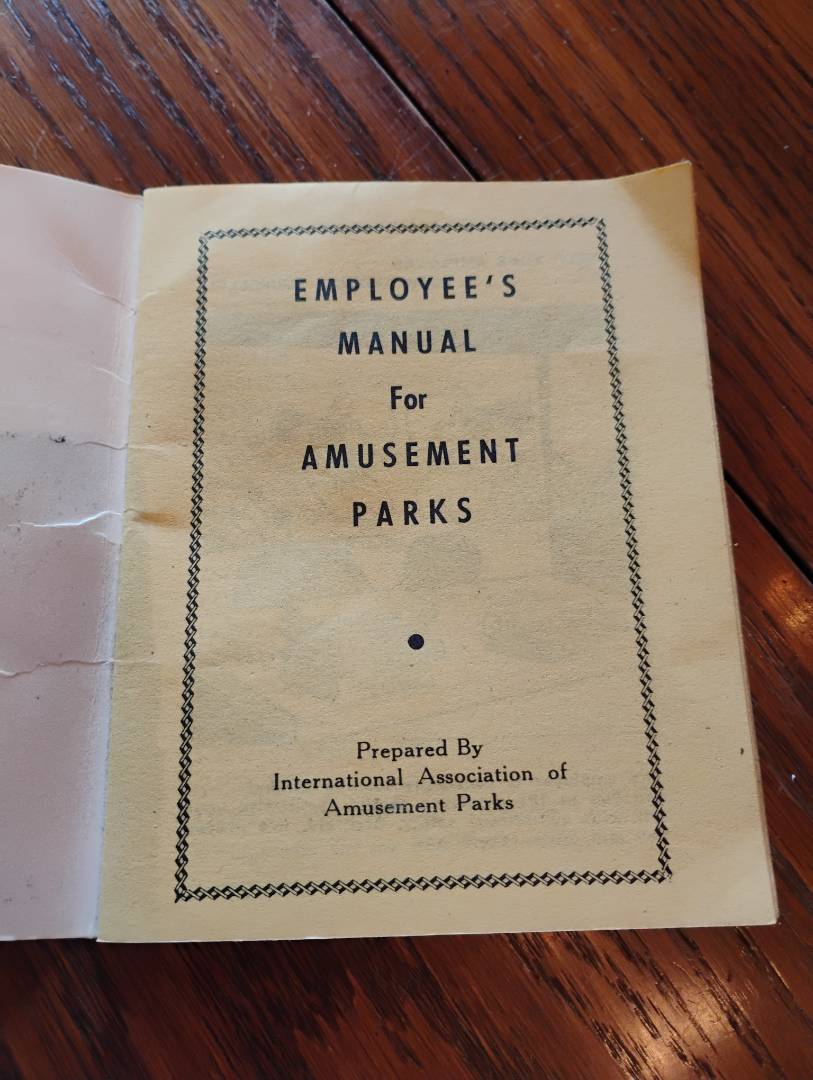 EMPLOYEE'S
MANUAL
For
AMUSEMENT
PARKS
Prepared By
International Association of
Amusement Parks